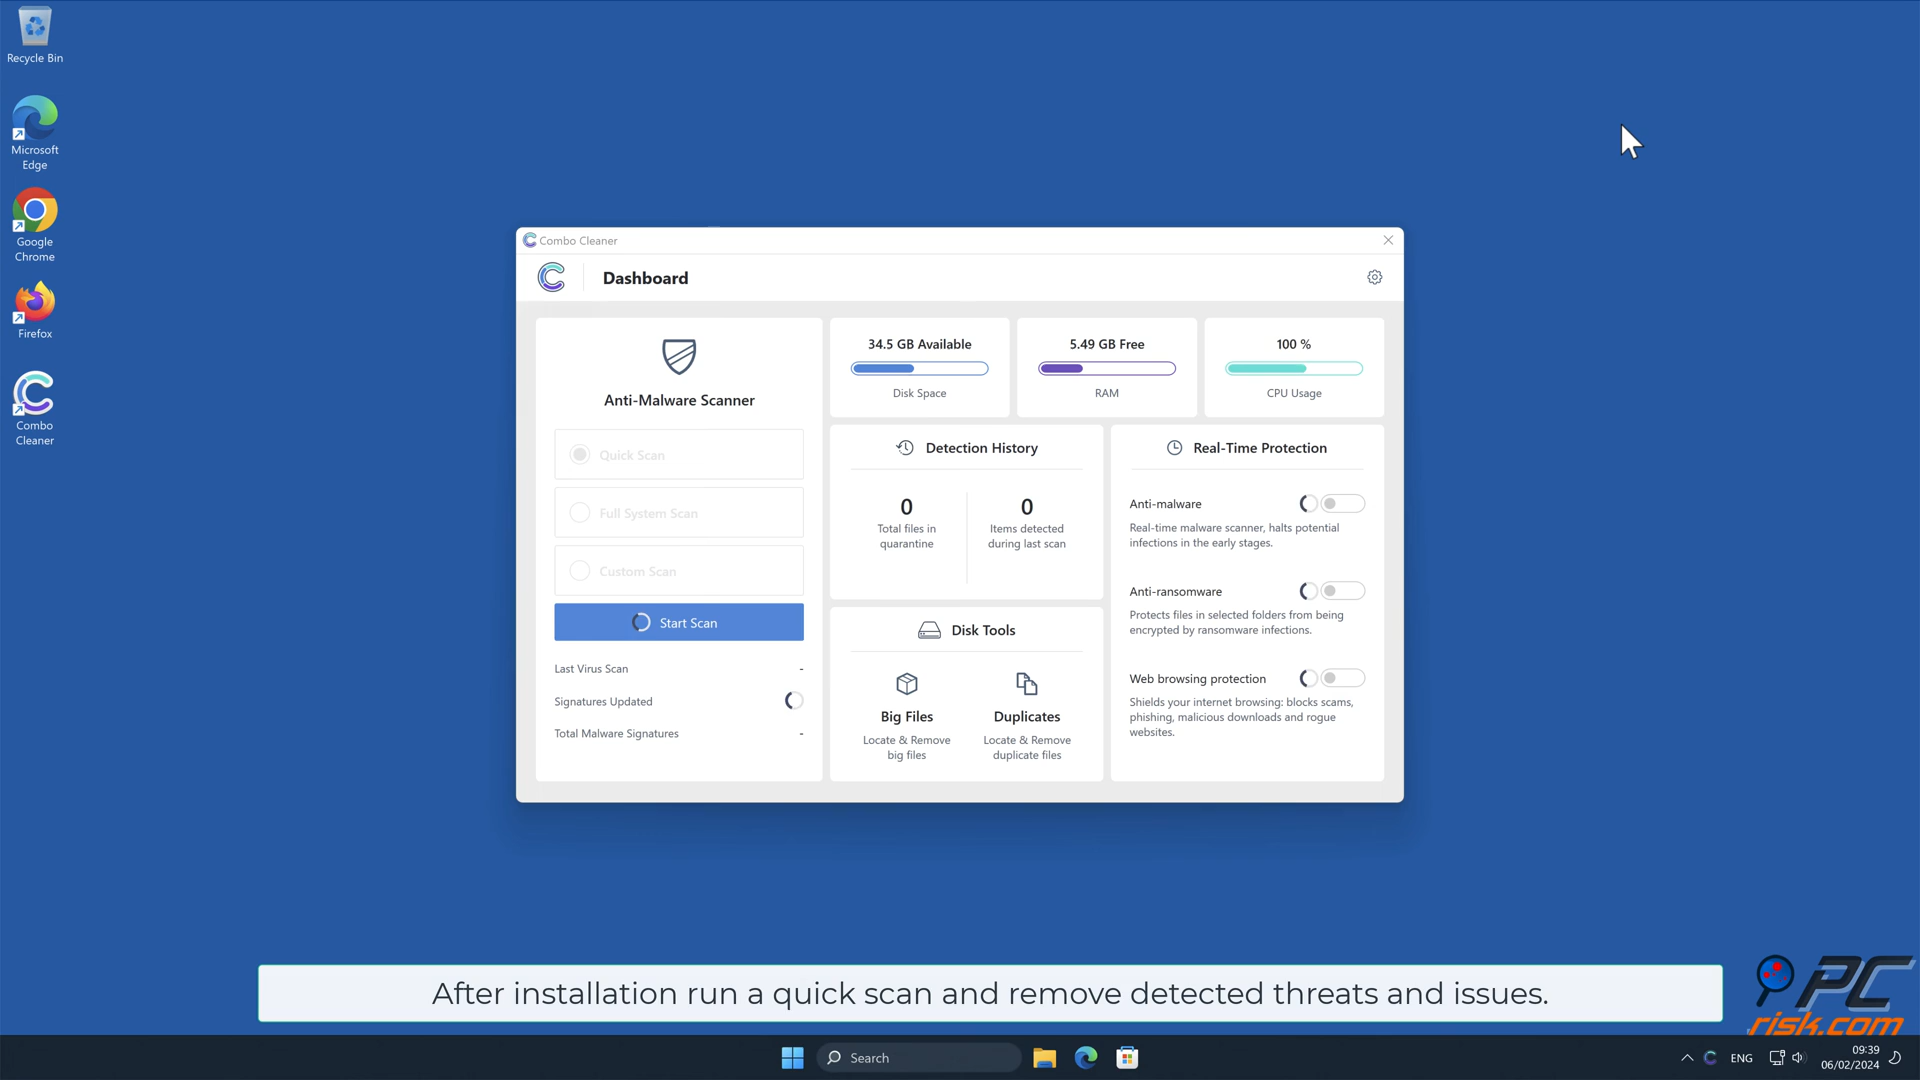 Recycle Bin
Microsoft
Edge
Google
Chrome
Firefox
Combo
Cleaner
Combo Cleaner
Dashboard
Anti-Malware Scanner
Quick Scan
Full System Scan
Custom Scan
Start Scan
Last Virus Scan -
Signatures Updated
Total Malware Signatures -
34.5 GB Available
Disk Space
5.49 GB Free
RAM
100 %
CPU Usage
Detection History
0
Total files in
quarantine
0
Items detected
during last scan
Disk Tools
Big Files
Locate & Remove
big files
Duplicates
Locate & Remove
duplicate files
Real-Time Protection
Anti-malware
Real-time malware scanner, halts potential
infections in the early stages.
Anti-ransomware
Protects files in selected folders from being
encrypted by ransomware infections.
Web browsing protection
Shields your internet browsing: blocks scams,
phishing, malicious downloads and rogue
websites.
After installation run a quick scan and remove detected threats and issues.
PC
risk.com
Search
ENG
09:39
06/02/2024